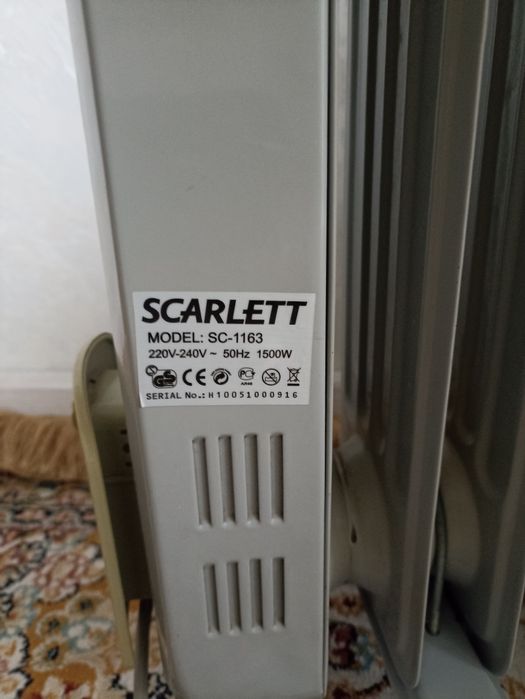 SCARLETT
MODEL: SC-1163
220V-240V ~ 50Hz 1500W
SERIAL No.: H10051000916